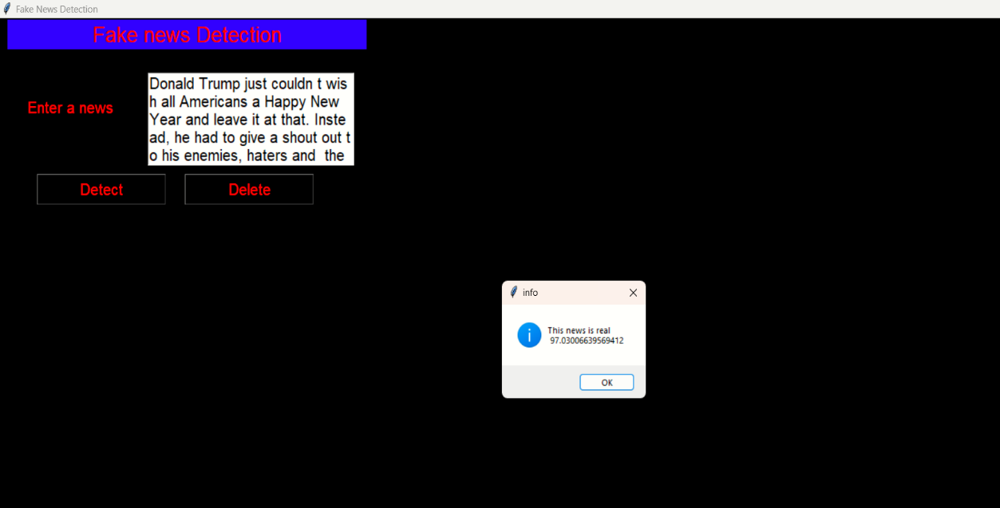 Fake News Detection
Fake news Detection
Enter a news
Donald Trump just couldn t wis
h all Americans a Happy New
Year and leave it at that. Inste
ad, he had to give a shout out t
o his enemies, haters and  the
Detect
Delete
info
This news is real
97.03006639569412
OK